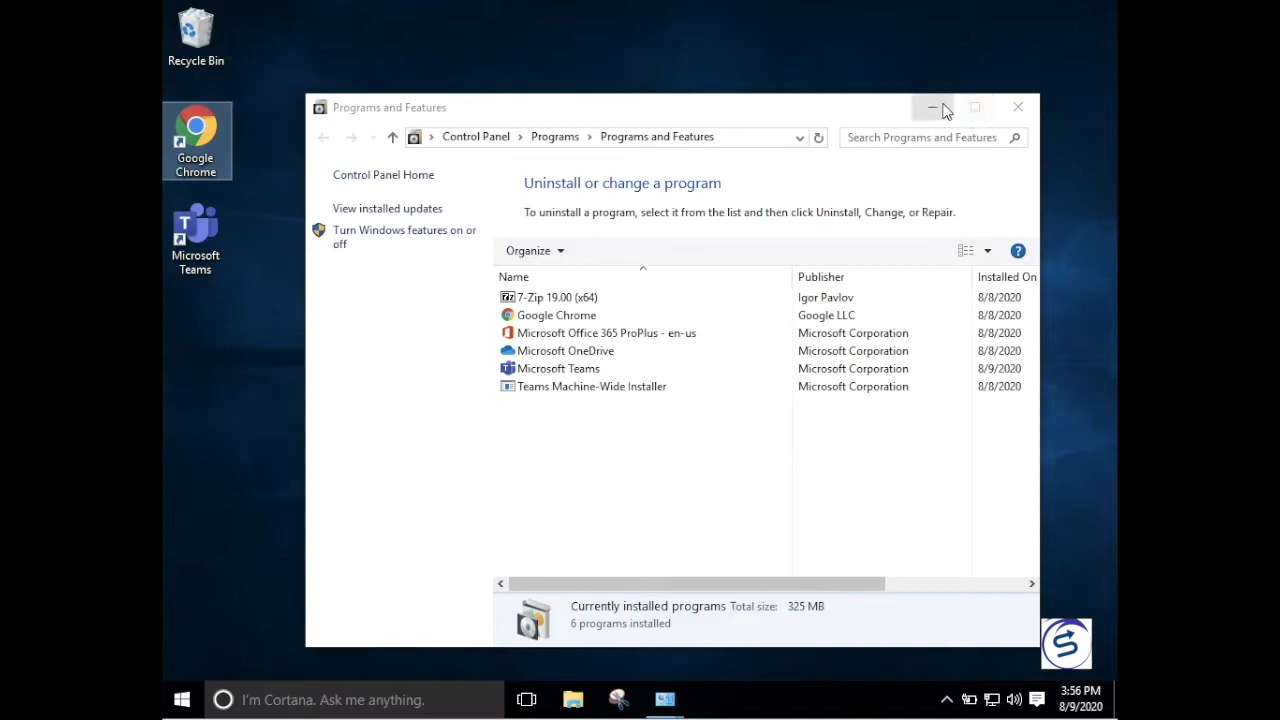 Recycle Bin
Google
Chrome
Microsoft
Teams
Programs and Features
Control Panel
Programs
Programs and Features
Search Programs and Features
Control Panel Home
View installed updates
Turn Windows features on or
off
Uninstall or change a program
To uninstall a program, select it from the list and then click Uninstall, Change, or Repair.
Organize
Name Publisher Installed On
7-Zip 19.00 (x64) Igor Pavlov 8/8/2020
Google Chrome Google LLC 8/8/2020
Microsoft Office 365 ProPlus - en-us Microsoft Corporation 8/8/2020
Microsoft OneDrive Microsoft Corporation 8/8/2020
Microsoft Teams Microsoft Corporation 8/9/2020
Teams Machine-Wide Installer Microsoft Corporation 8/8/2020
Currently installed programs Total size: 325 MB
6 programs installed
I'm Cortana. Ask me anything.
3:56 PM
8/9/2020